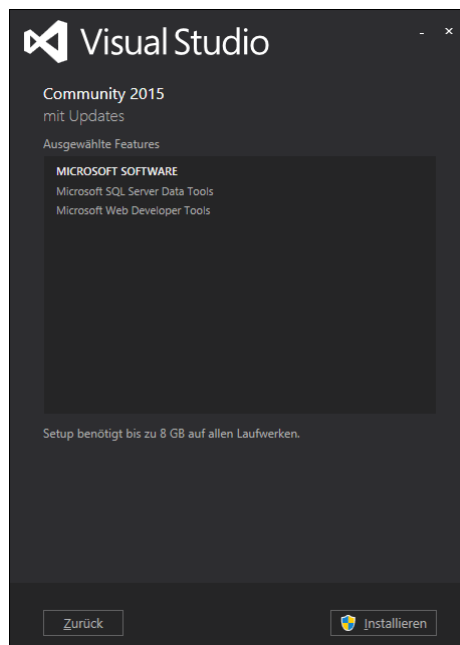 Visual Studio
Community 2015
mit Updates
Ausgewählte Features
MICROSOFT SOFTWARE
Microsoft SQL Server Data Tools
Microsoft Web Developer Tools
Setup benötigt bis zu 8 GB auf allen Laufwerken.
Zurück
Installieren